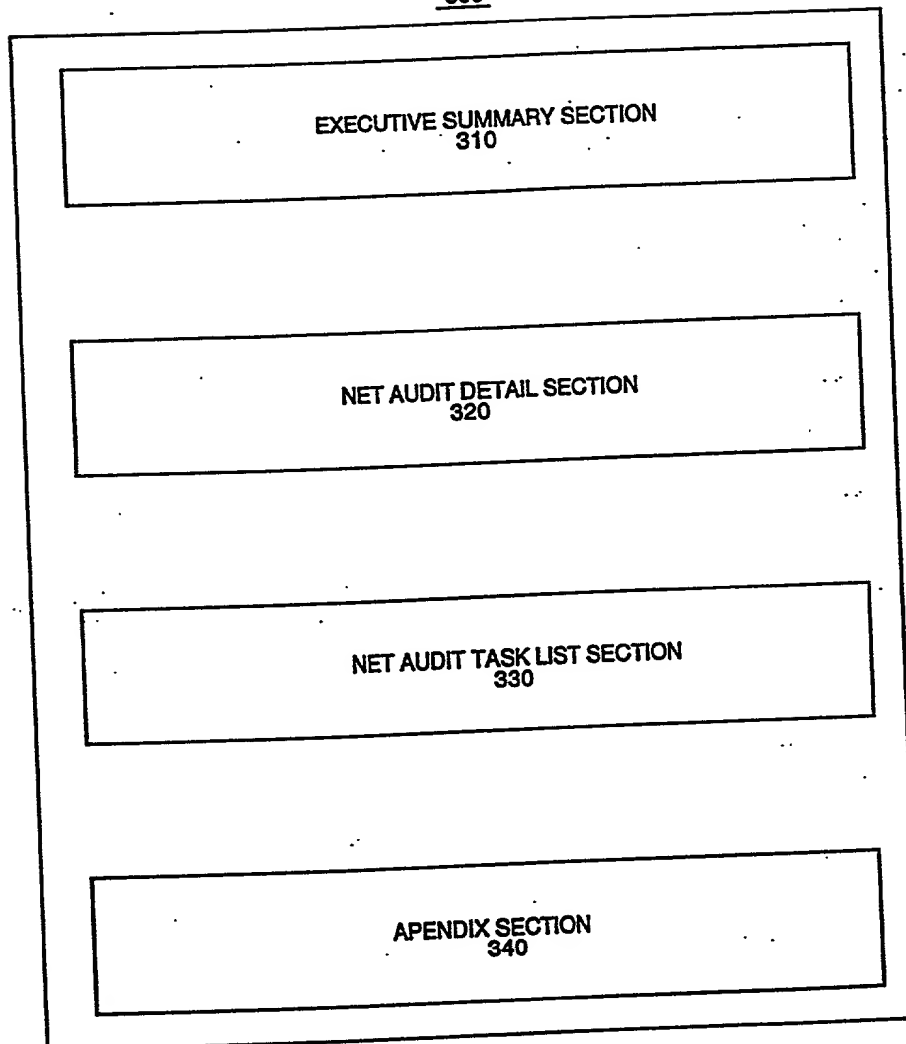 EXECUTIVE SUMMARY SECTION
310
NET AUDIT DETAIL SECTION
320
NET AUDIT TASK LIST SECTION
330
APENDIX SECTION
340